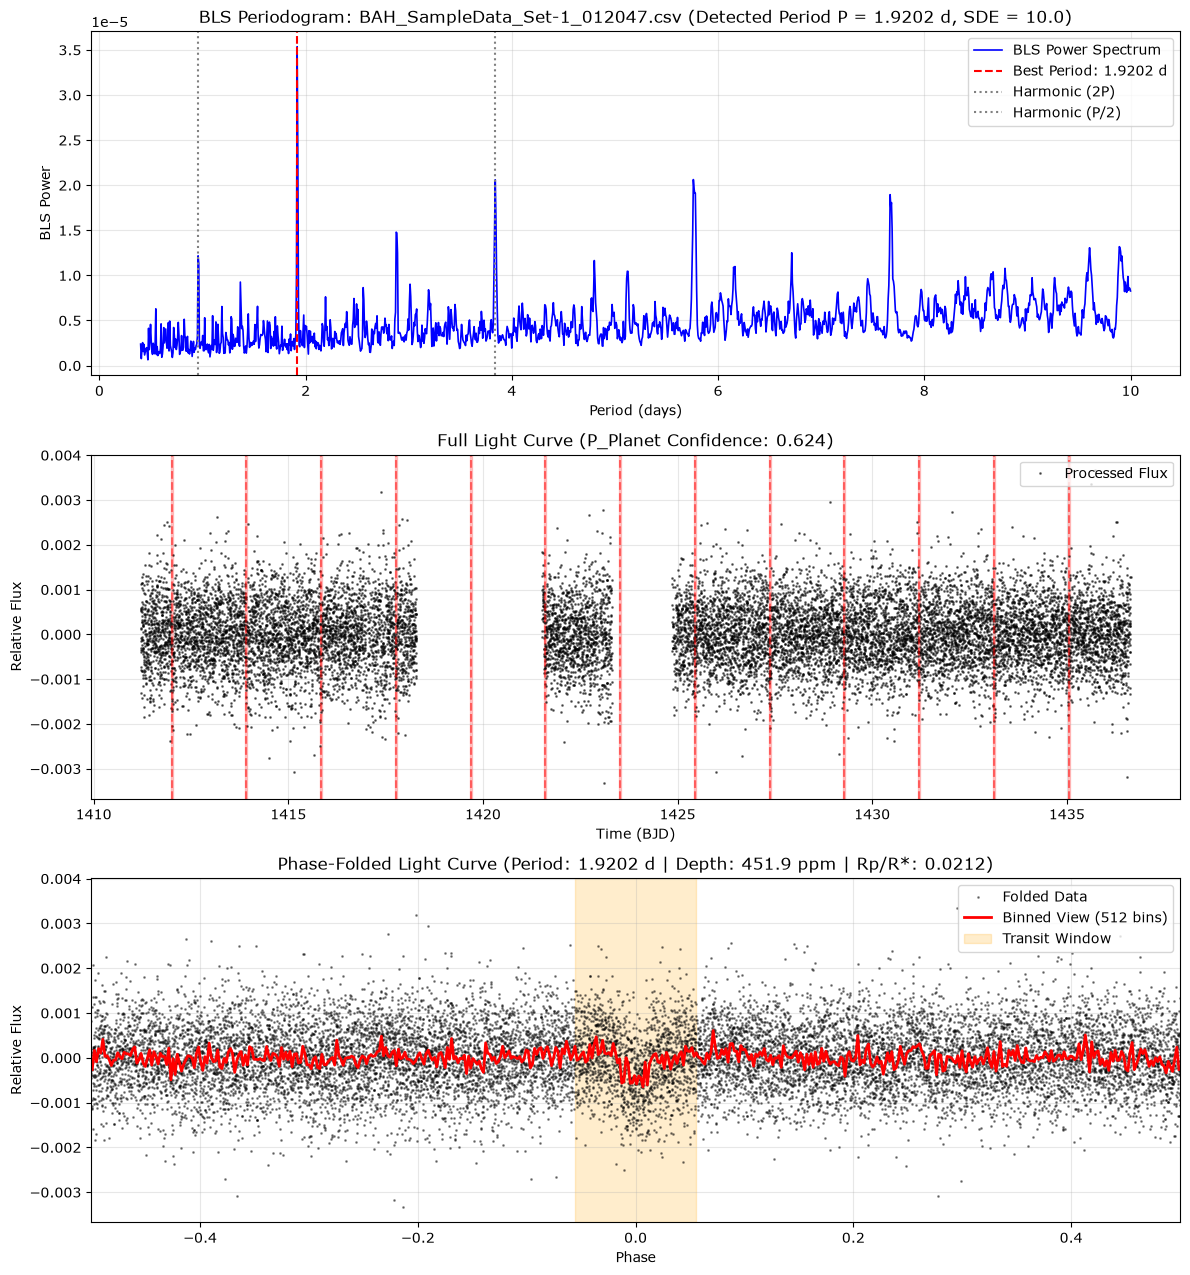 BLS Periodogram: BAH_SampleData_Set-1_012047.csv (Detected Period P = 1.9202 d, SDE = 10.0)
1e−5
BLS Power Spectrum
Best Period: 1.9202 d
Harmonic (2P)
Harmonic (P/2)
3.5
3.0
2.5
2.0
1.5
1.0
0.5
0.0
BLS Power
0 2 4 6 8 10
Period (days)
Full Light Curve (P_Planet Confidence: 0.624)
Processed Flux
0.004
0.003
0.002
0.001
0.000
−0.001
−0.002
−0.003
Relative Flux
1410 1415 1420 1425 1430 1435
Time (BJD)
Phase-Folded Light Curve (Period: 1.9202 d | Depth: 451.9 ppm | Rp/R*: 0.0212)
Folded Data
Binned View (512 bins)
Transit Window
0.004
0.003
0.002
0.001
0.000
−0.001
−0.002
−0.003
Relative Flux
−0.4 −0.2 0.0 0.2 0.4
Phase